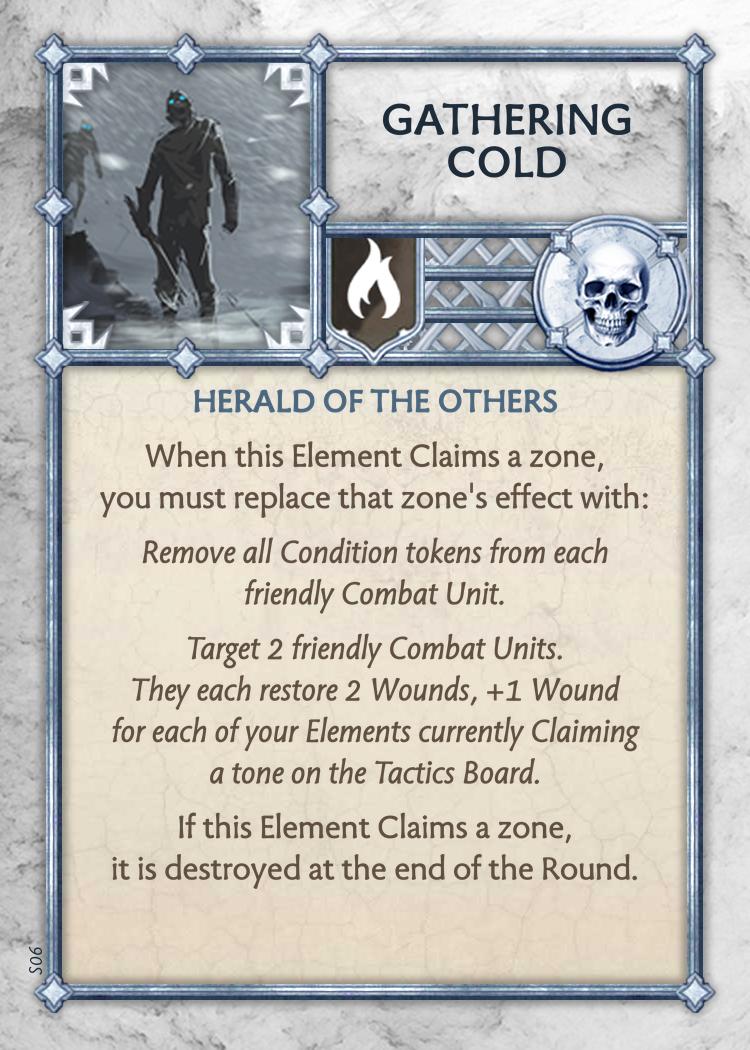 GATHERING
COLD
HERALD OF THE OTHERS
When this Element Claims a zone,
you must replace that zone's effect with:
Remove all Condition tokens from each
friendly Combat Unit.
Target 2 friendly Combat Units.
They each restore 2 Wounds, +1 Wound
for each of your Elements currently Claiming
a tone on the Tactics Board.
If this Element Claims a zone,
it is destroyed at the end of the Round.
S06